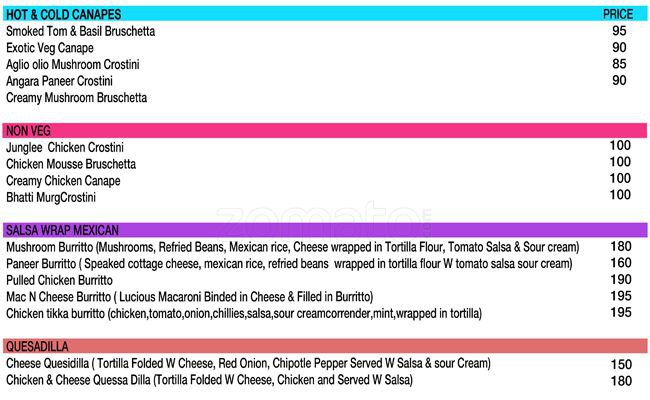 HOT & COLD CANAPES PRICE
Smoked Tom & Basil Bruschetta 95
Exotic Veg Canape 90
Aglio olio Mushroom Crostini 85
Angara Paneer Crostini 90
Creamy Mushroom Bruschetta
NON VEG
Junglee Chicken Crostini 100
Chicken Mousse Bruschetta 100
Creamy Chicken Canape 100
Bhatti MurgCrostini 100
zomato.com
SALSA WRAP MEXICAN
Mushroom Burritto (Mushrooms, Refried Beans, Mexican rice, Cheese wrapped in Tortilla Flour, Tomato Salsa & Sour cream) 180
Paneer Burritto ( Speaked cottage cheese, mexican rice, refried beans wrapped in tortilla flour W tomato salsa sour cream) 160
Pulled Chicken Burritto 190
Mac N Cheese Burritto ( Lucious Macaroni Binded in Cheese & Filled in Burritto) 195
Chicken tikka burritto (chicken,tomato,onion,chillies,salsa,sour creamcorrender,mint,wrapped in tortilla) 195
QUESADILLA
Cheese Quesidilla ( Tortilla Folded W Cheese, Red Onion, Chipotle Pepper Served W Salsa & sour Cream) 150
Chicken & Cheese Quessa Dilla (Tortilla Folded W Cheese, Chicken and Served W Salsa) 180